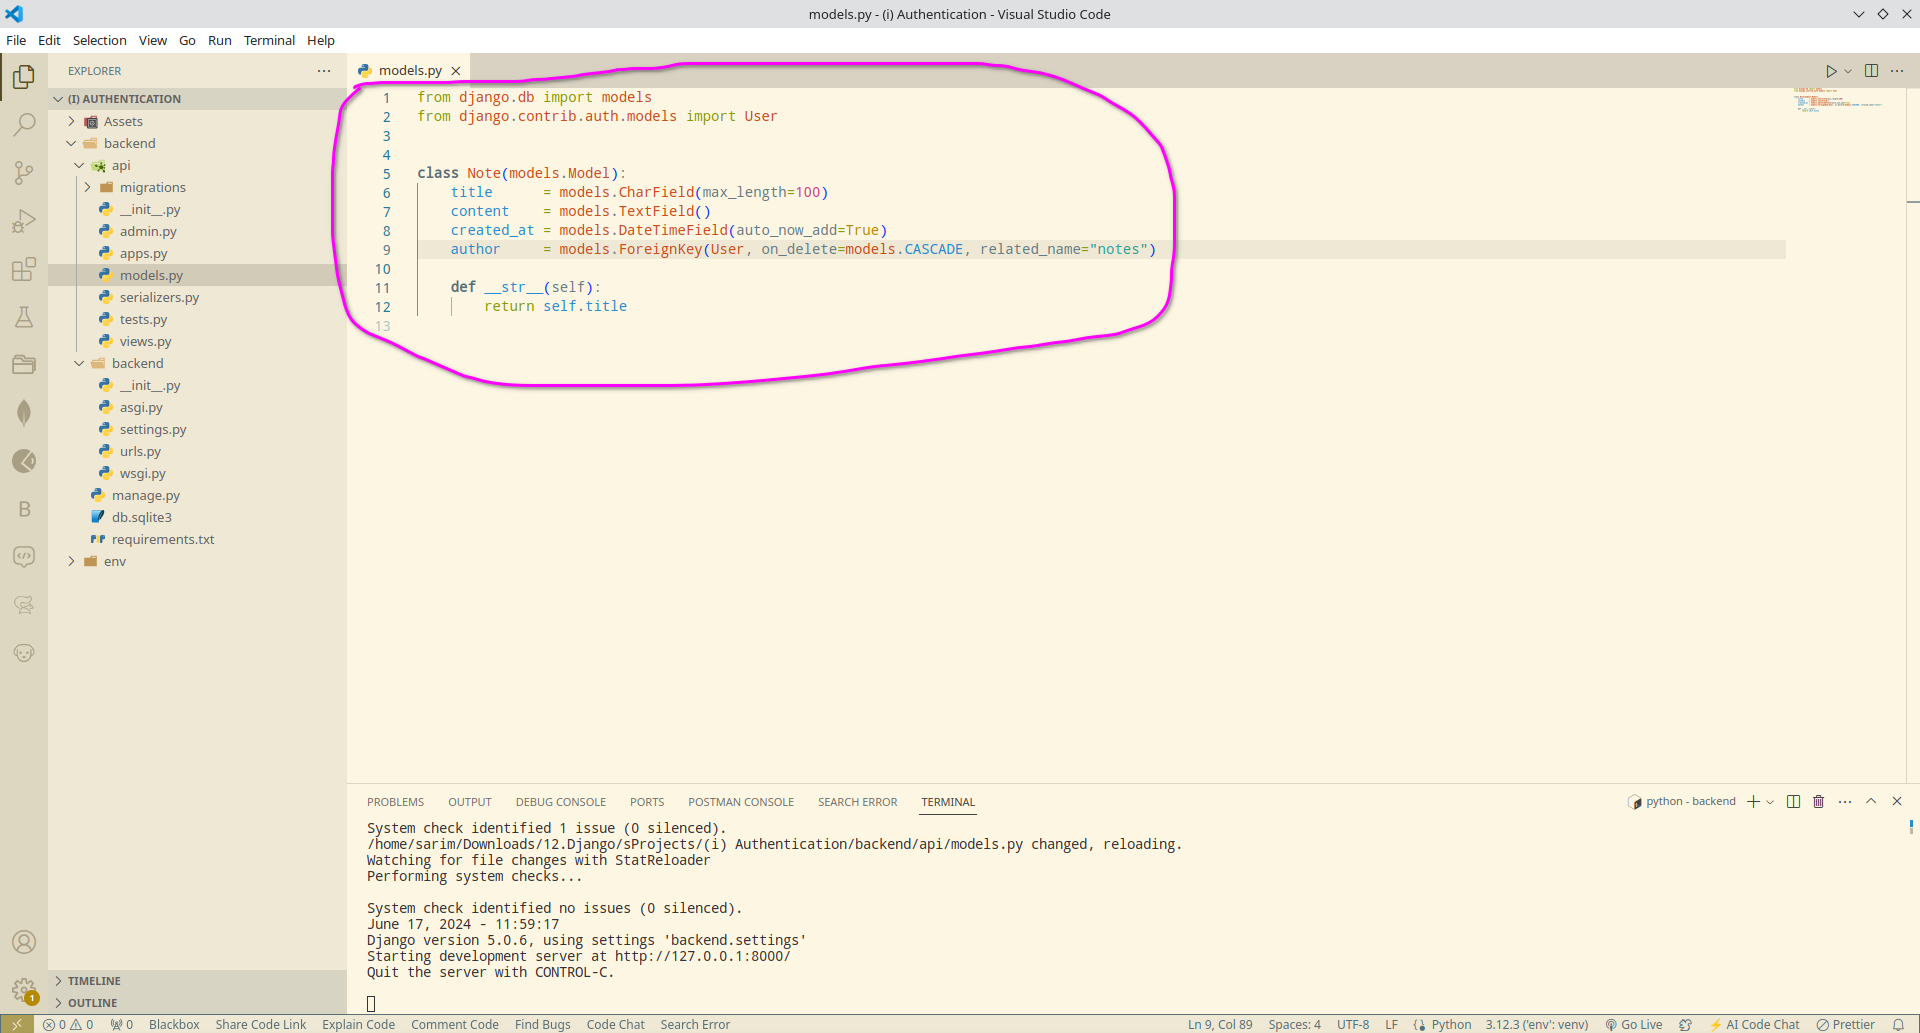 models.py - (i) Authentication - Visual Studio Code
File Edit Selection View Go Run Terminal Help
EXPLORER
(I) AUTHENTICATION
Assets
backend
api
migrations
__init__.py
admin.py
apps.py
models.py
serializers.py
tests.py
views.py
backend
__init__.py
asgi.py
settings.py
urls.py
wsgi.py
manage.py
db.sqlite3
requirements.txt
env
TIMELINE
OUTLINE
B
1
models.py
1 from django.db import models
2 from django.contrib.auth.models import User
3
4
5 class Note(models.Model):
6     title      = models.CharField(max_length=100)
7     content    = models.TextField()
8     created_at = models.DateTimeField(auto_now_add=True)
9     author     = models.ForeignKey(User, on_delete=models.CASCADE, related_name="notes")
10
11     def __str__(self):
12         return self.title
13
PROBLEMS OUTPUT DEBUG CONSOLE PORTS POSTMAN CONSOLE SEARCH ERROR TERMINAL
python - backend
System check identified 1 issue (0 silenced).
/home/sarim/Downloads/12.Django/sProjects/(i) Authentication/backend/api/models.py changed, reloading.
Watching for file changes with StatReloader
Performing system checks...
System check identified no issues (0 silenced).
June 17, 2024 - 11:59:17
Django version 5.0.6, using settings 'backend.settings'
Starting development server at http://127.0.0.1:8000/
Quit the server with CONTROL-C.
0 0 0 Blackbox Share Code Link Explain Code Comment Code Find Bugs Code Chat Search Error Ln 9, Col 89 Spaces: 4 UTF-8 LF Python 3.12.3 ('env': venv) Go Live AI Code Chat Prettier